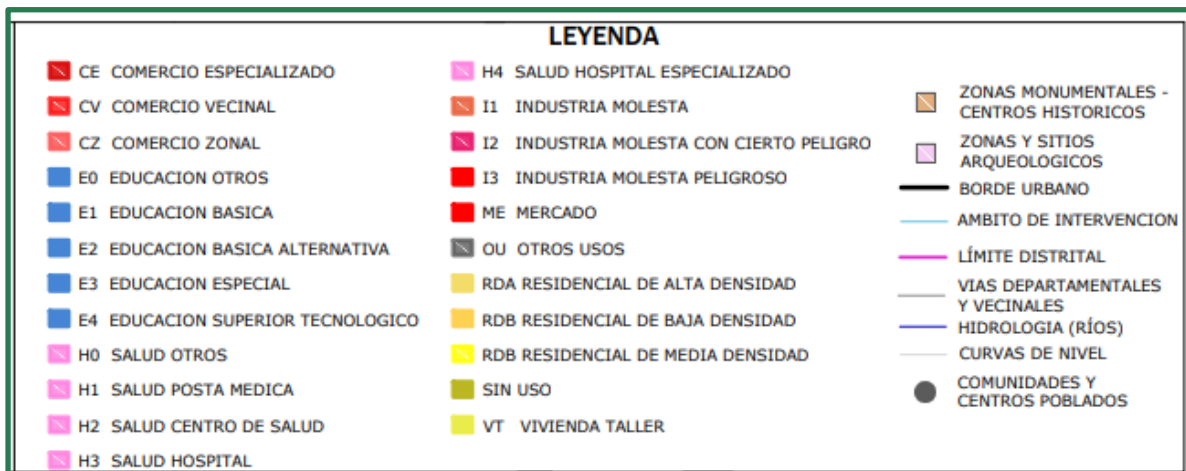 LEYENDA
CE COMERCIO ESPECIALIZADO
CV COMERCIO VECINAL
CZ COMERCIO ZONAL
E0 EDUCACION OTROS
E1 EDUCACION BASICA
E2 EDUCACION BASICA ALTERNATIVA
E3 EDUCACION ESPECIAL
E4 EDUCACION SUPERIOR TECNOLOGICO
H0 SALUD OTROS
H1 SALUD POSTA MEDICA
H2 SALUD CENTRO DE SALUD
H3 SALUD HOSPITAL
H4 SALUD HOSPITAL ESPECIALIZADO
I1 INDUSTRIA MOLESTA
I2 INDUSTRIA MOLESTA CON CIERTO PELIGRO
I3 INDUSTRIA MOLESTA PELIGROSO
ME MERCADO
OU OTROS USOS
RDA RESIDENCIAL DE ALTA DENSIDAD
RDB RESIDENCIAL DE BAJA DENSIDAD
RDB RESIDENCIAL DE MEDIA DENSIDAD
SIN USO
VT VIVIENDA TALLER
ZONAS MONUMENTALES -
CENTROS HISTORICOS
ZONAS Y SITIOS
ARQUEOLOGICOS
BORDE URBANO
AMBITO DE INTERVENCION
LÍMITE DISTRITAL
VIAS DEPARTAMENTALES
Y VECINALES
HIDROLOGIA (RÍOS)
CURVAS DE NIVEL
COMUNIDADES Y
CENTROS POBLADOS